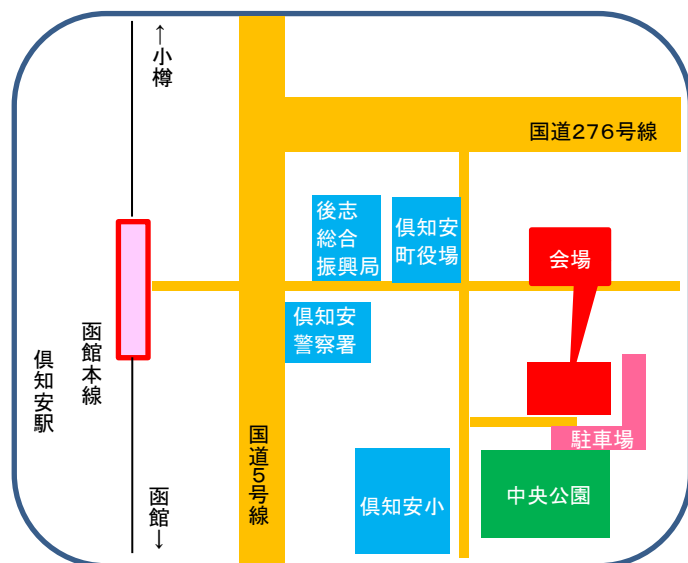 ↑小樽
国道276号線
後志
総合
振興局
倶知安
町役場
会場
倶知安
警察署
函館本線
倶知安駅
国道5号線
駐車場
倶知安小
中央公園
函館↓